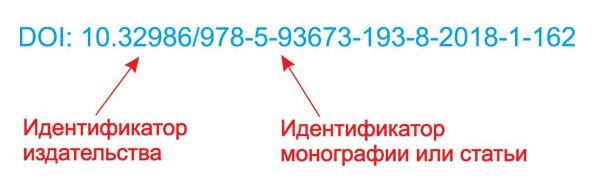 DOI: 10.32986/978-5-93673-193-8-2018-1-162
Идентификатор
издательства
Идентификатор
монографии или статьи